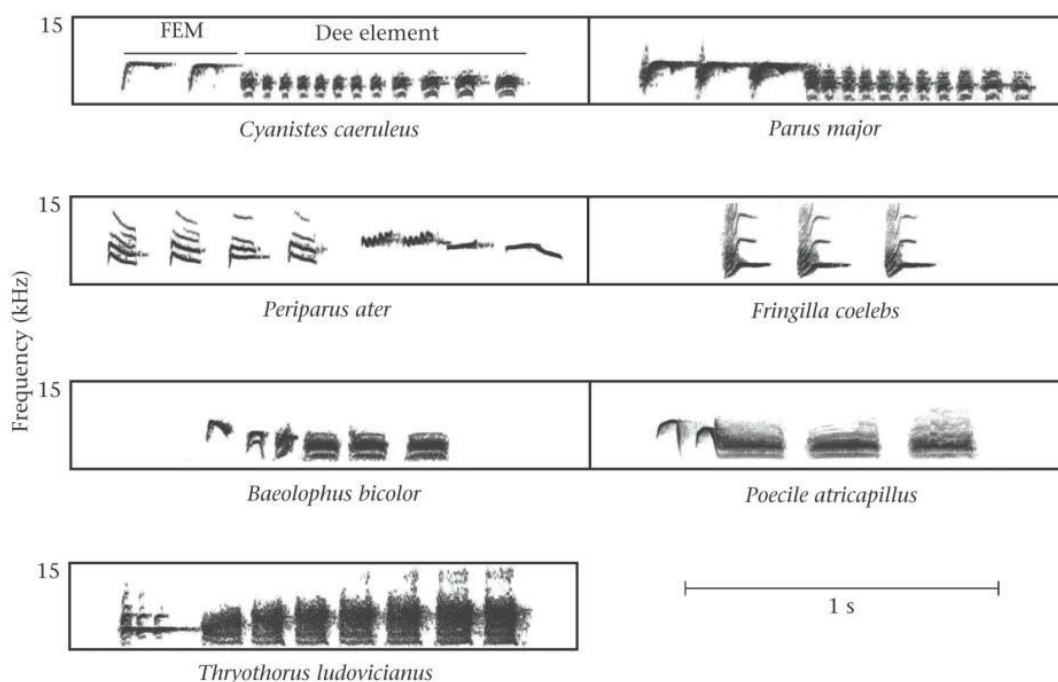 15
FEM Dee element
Cyanistes caeruleus Parus major
15
Periparus ater Fringilla coelebs
Frequency (kHz)
15
Baeolophus bicolor Poecile atricapillus
15
1 s
Thryothorus ludovicianus